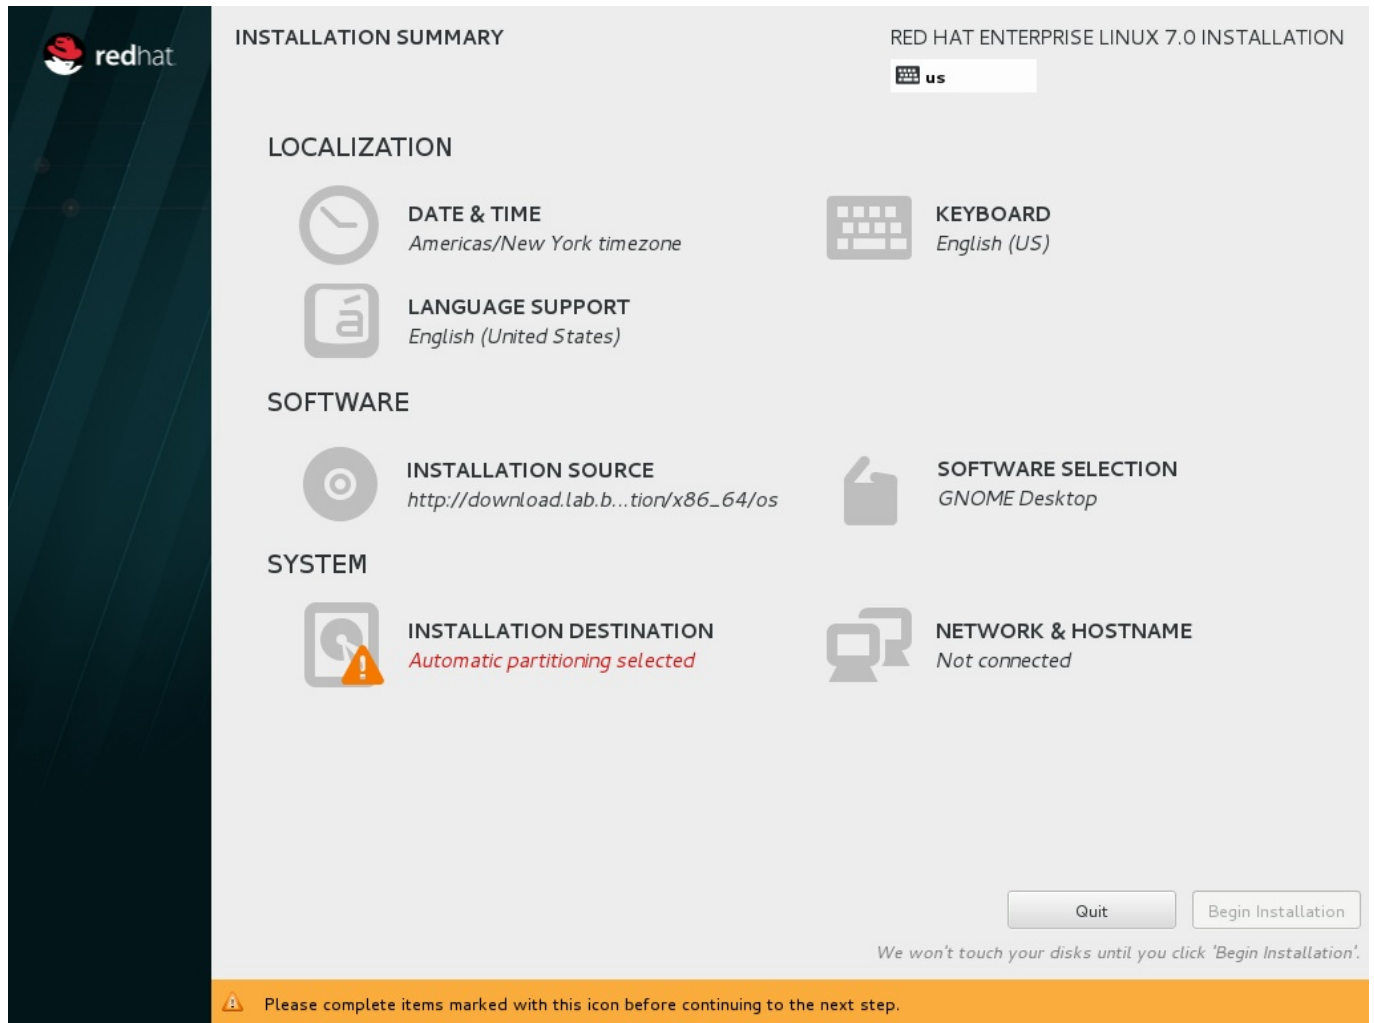 redhat.
INSTALLATION SUMMARY
RED HAT ENTERPRISE LINUX 7.0 INSTALLATION
us
LOCALIZATION
DATE & TIME
Americas/New York timezone
KEYBOARD
English (US)
á
LANGUAGE SUPPORT
English (United States)
SOFTWARE
INSTALLATION SOURCE
http://download.lab.b...tion/x86_64/os
SOFTWARE SELECTION
GNOME Desktop
SYSTEM
INSTALLATION DESTINATION
Automatic partitioning selected
NETWORK & HOSTNAME
Not connected
Quit
Begin Installation
We won't touch your disks until you click 'Begin Installation'.
Please complete items marked with this icon before continuing to the next step.